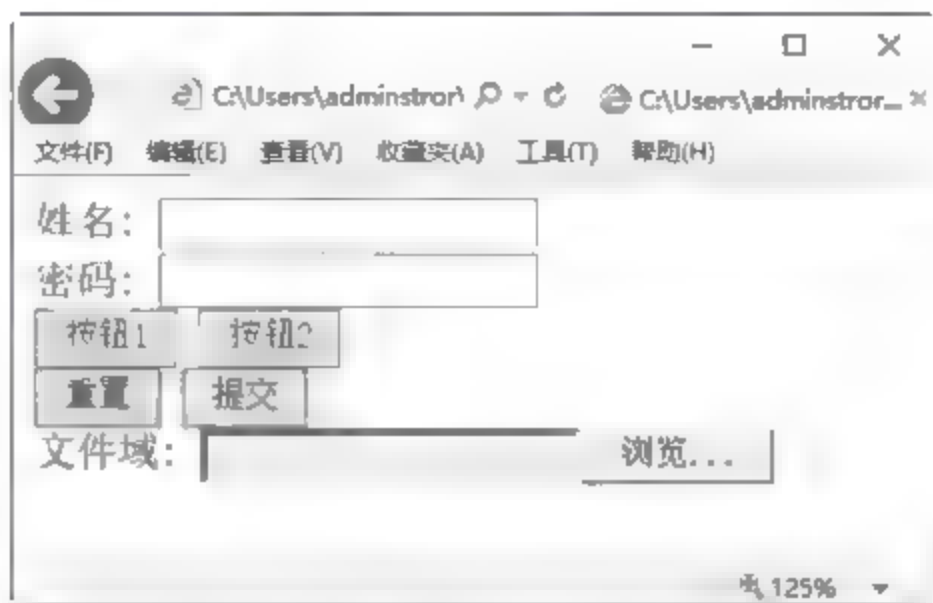 C:\Users\adminstror\ C:\Users\adminstror...
文件(F) 编辑(E) 查看(V) 收藏夹(A) 工具(T) 帮助(H)
姓名:
密码:
按钮1 按钮2
重置 提交
文件域: 浏览...
125%